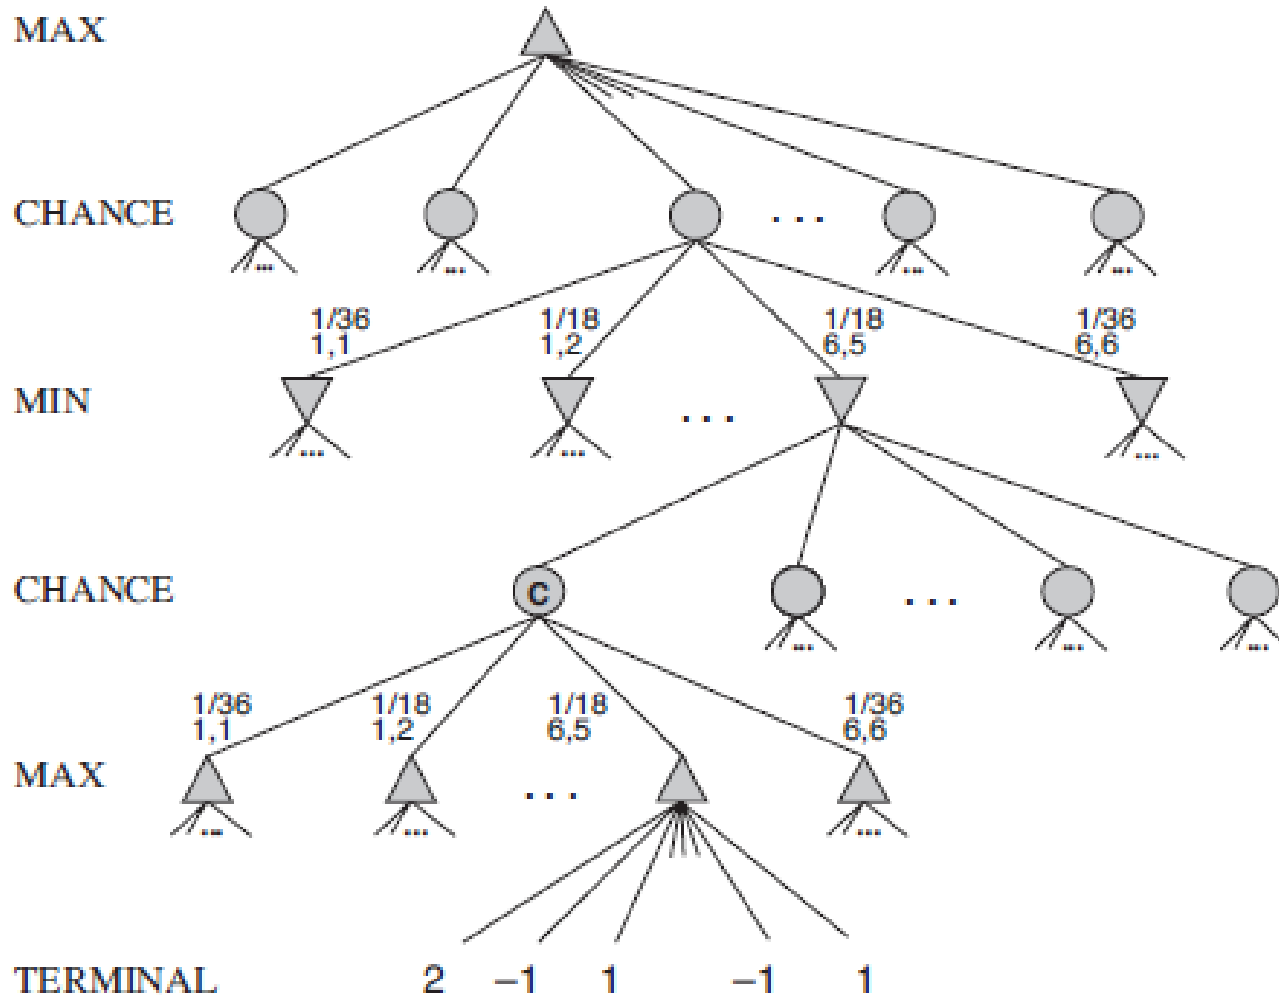 MAX
CHANCE
. . .
... ... ... ...
1/36 1/18 1/18 1/36
1,1 1,2 6,5 6,6
MIN
. . .
... ... ...
CHANCE
C
. . .
... ... ...
1/36 1/18 1/18 1/36
1,1 1,2 6,5 6,6
MAX
. . .
... ... ...
TERMINAL 2 –1 1 –1 1